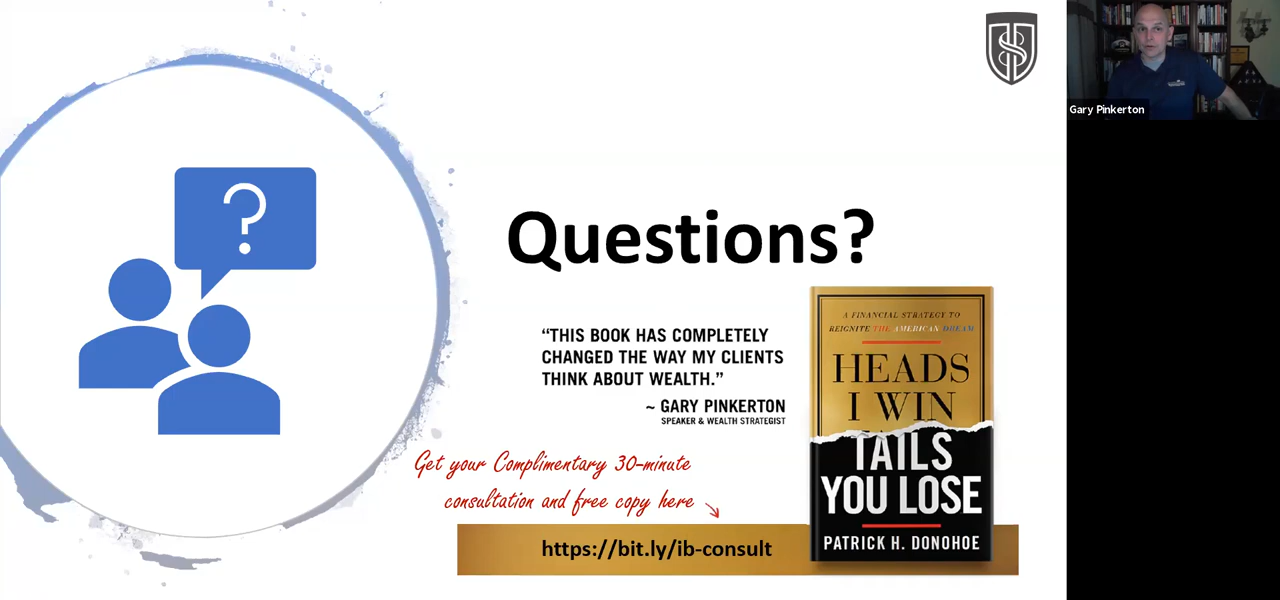 Gary Pinkerton
?
Questions?
“THIS BOOK HAS COMPLETELY
CHANGED THE WAY MY CLIENTS
THINK ABOUT WEALTH.”
~ GARY PINKERTON
SPEAKER & WEALTH STRATEGIST
A FINANCIAL STRATEGY TO
REIGNITE THE AMERICAN DREAM
HEADS
I WIN
TAILS
YOU LOSE
PATRICK H. DONOHOE
Get your Complimentary 30-minute
consultation and free copy here
https://bit.ly/ib-consult